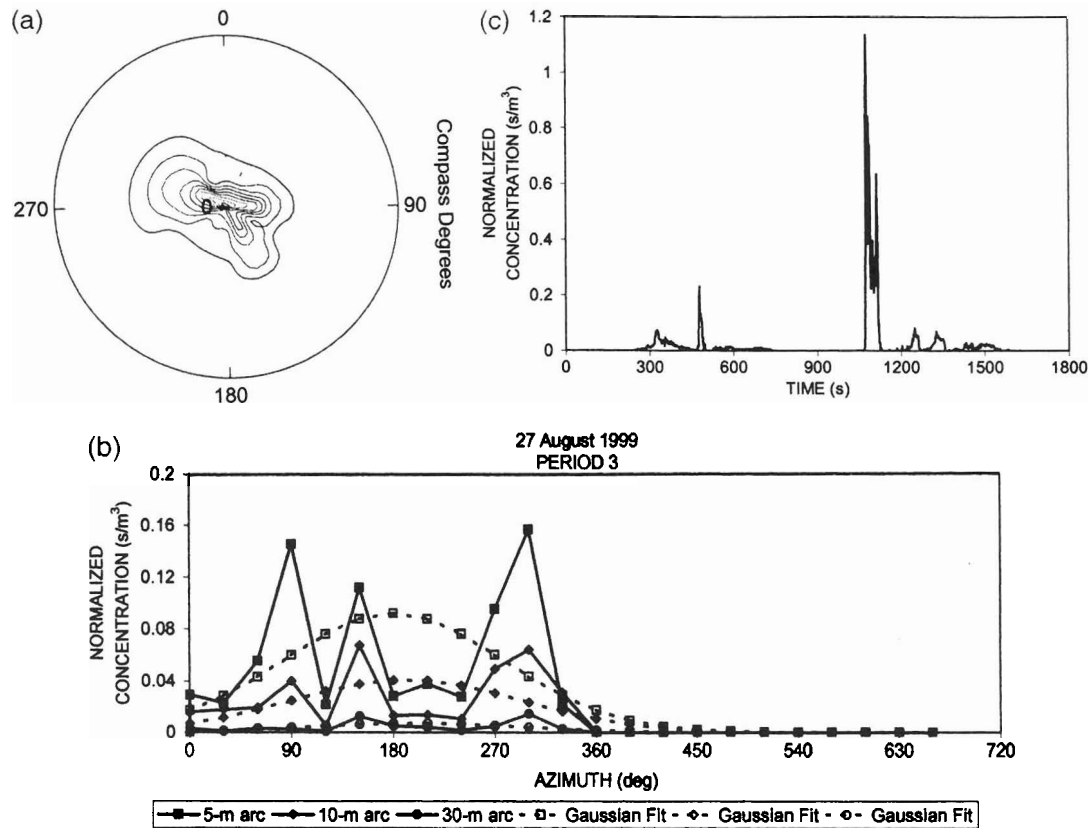 (a)
0
270
90
Compass Degrees
180
(c)
NORMALIZED
CONCENTRATION (s/m³)
1.2
1
0.8
0.6
0.4
0.2
0
0 300 600 900 1200 1500 1800
TIME (s)
(b)
27 August 1999
PERIOD 3
NORMALIZED
CONCENTRATION (s/m³)
0.2
0.16
0.12
0.08
0.04
0
0 90 180 270 360 450 540 630 720
AZIMUTH (deg)
5-m arc 10-m arc 30-m arc Gaussian Fit Gaussian Fit Gaussian Fit